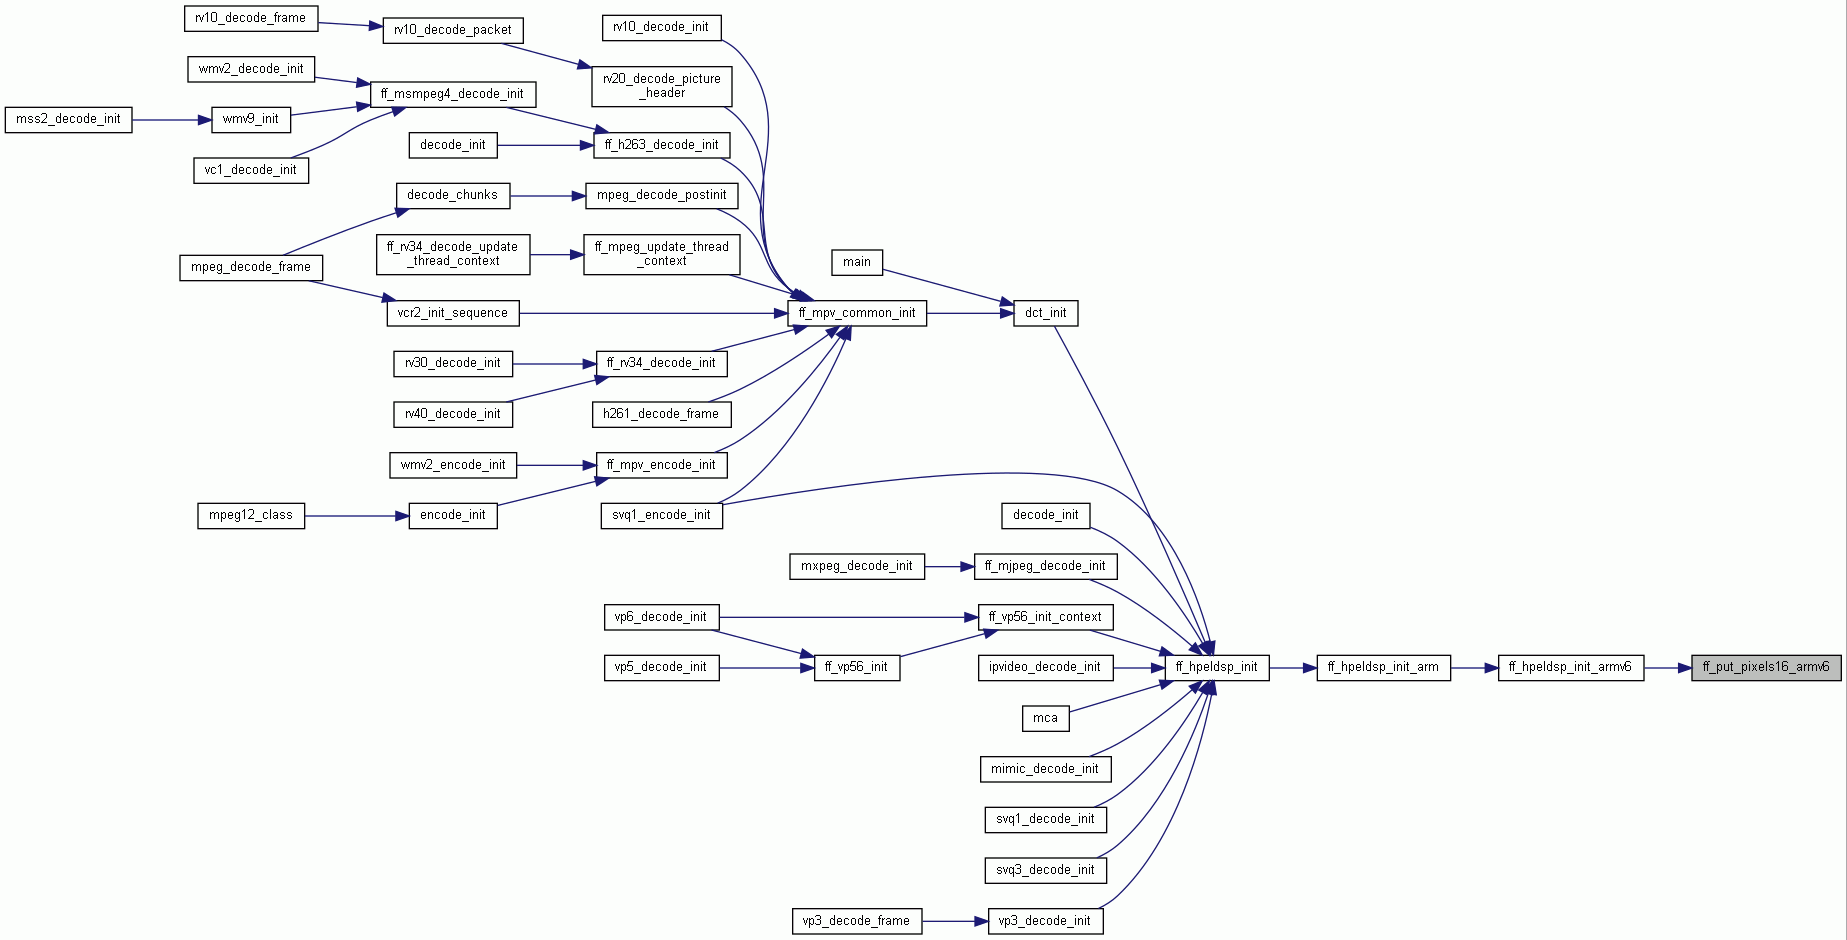 rv10_decode_frame
rv10_decode_packet
rv10_decode_init
wmv2_decode_init
ff_msmpeg4_decode_init
rv20_decode_picture
_header
mss2_decode_init
wmv9_init
decode_init
ff_h263_decode_init
vc1_decode_init
decode_chunks
mpeg_decode_postinit
ff_rv34_decode_update
_thread_context
ff_mpeg_update_thread
_context
main
mpeg_decode_frame
vcr2_init_sequence
ff_mpv_common_init
dct_init
rv30_decode_init
ff_rv34_decode_init
rv40_decode_init
h261_decode_frame
wmv2_encode_init
ff_mpv_encode_init
mpeg12_class
encode_init
svq1_encode_init
decode_init
mxpeg_decode_init
ff_mjpeg_decode_init
vp6_decode_init
ff_vp56_init_context
vp5_decode_init
ff_vp56_init
ipvideo_decode_init
ff_hpeldsp_init
ff_hpeldsp_init_arm
ff_hpeldsp_init_armv6
ff_put_pixels16_armv6
mca
mimic_decode_init
svq1_decode_init
svq3_decode_init
vp3_decode_frame
vp3_decode_init